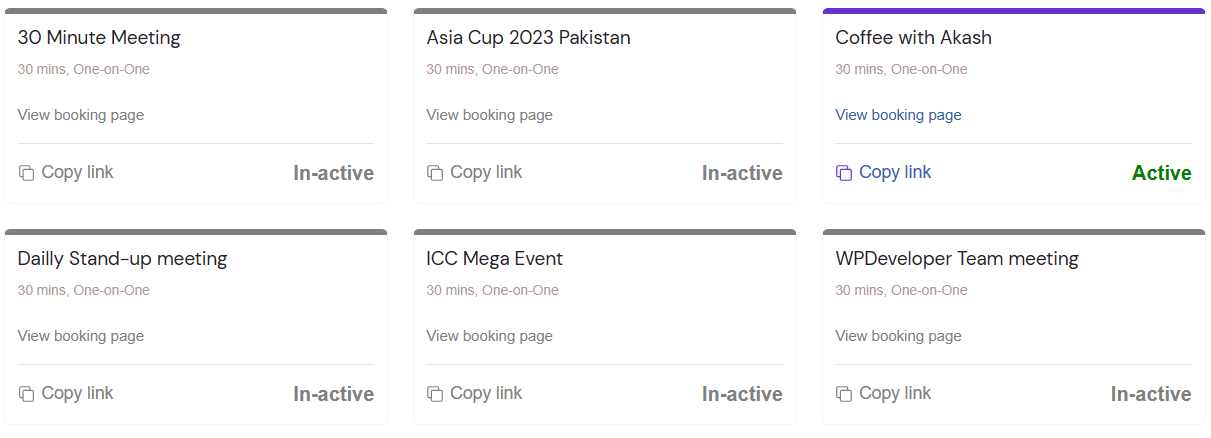 30 Minute Meeting
30 mins, One-on-One
View booking page
Copy link
In-active
Asia Cup 2023 Pakistan
30 mins, One-on-One
View booking page
Copy link
In-active
Coffee with Akash
30 mins, One-on-One
View booking page
Copy link
Active
Dailly Stand-up meeting
30 mins, One-on-One
View booking page
Copy link
In-active
ICC Mega Event
30 mins, One-on-One
View booking page
Copy link
In-active
WPDeveloper Team meeting
30 mins, One-on-One
View booking page
Copy link
In-active